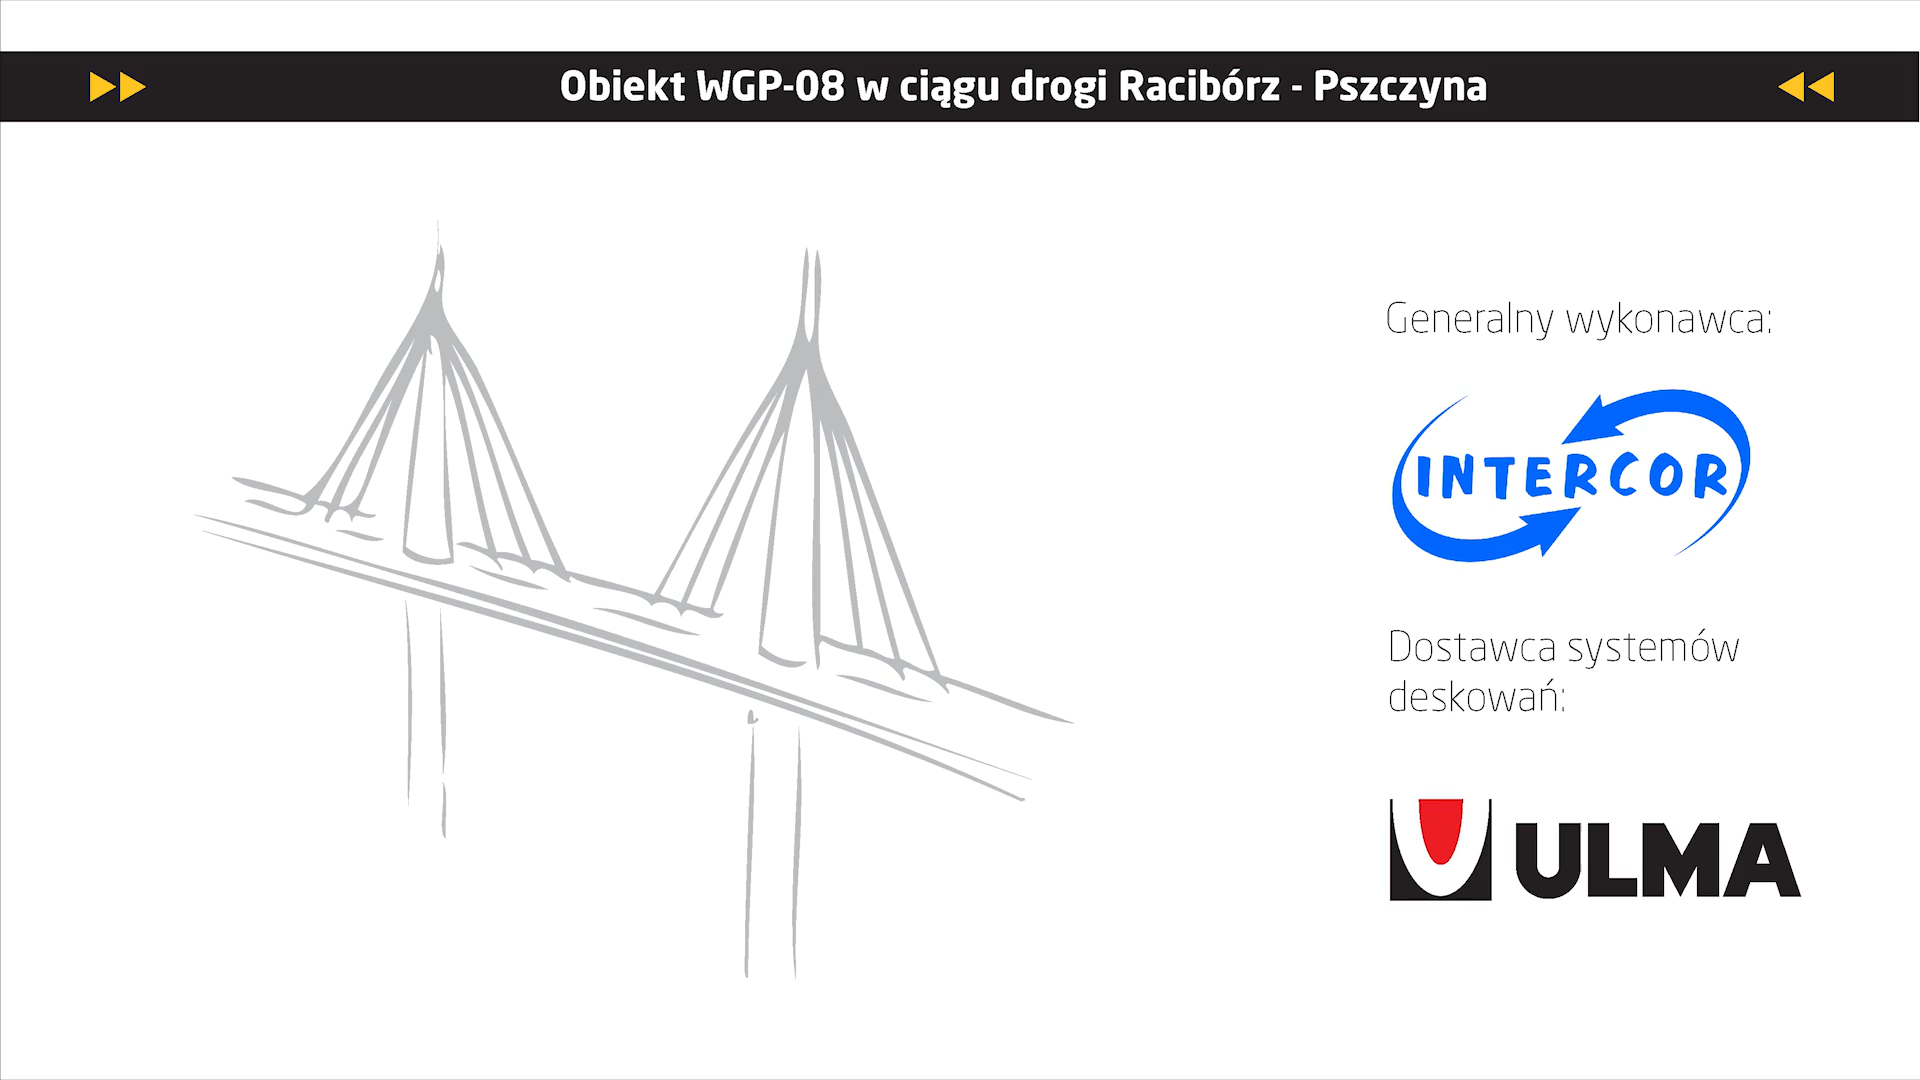 Obiekt WGP-08 w ciągu drogi Racibórz - Pszczyna
Generalny wykonawca:
INTERCOR
Dostawca systemów
deskowań:
ULMA